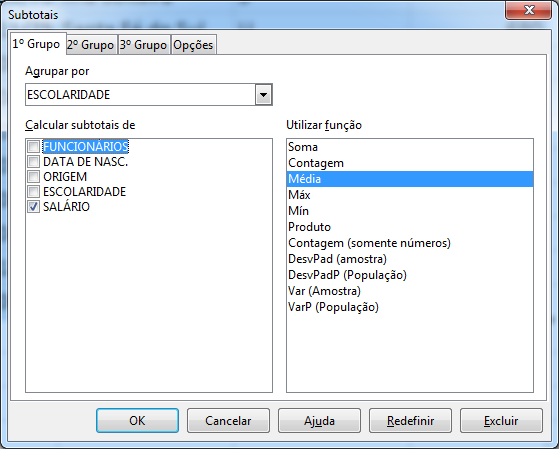 Subtotais
1º Grupo 2º Grupo 3º Grupo Opções
Agrupar por
ESCOLARIDADE
Calcular subtotais de
FUNCIONÁRIOS
DATA DE NASC.
ORIGEM
ESCOLARIDADE
SALÁRIO
Utilizar função
Soma
Contagem
Média
Máx
Mín
Produto
Contagem (somente números)
DesvPad (amostra)
DesvPadP (População)
Var (Amostra)
VarP (População)
OK Cancelar Ajuda Redefinir Excluir